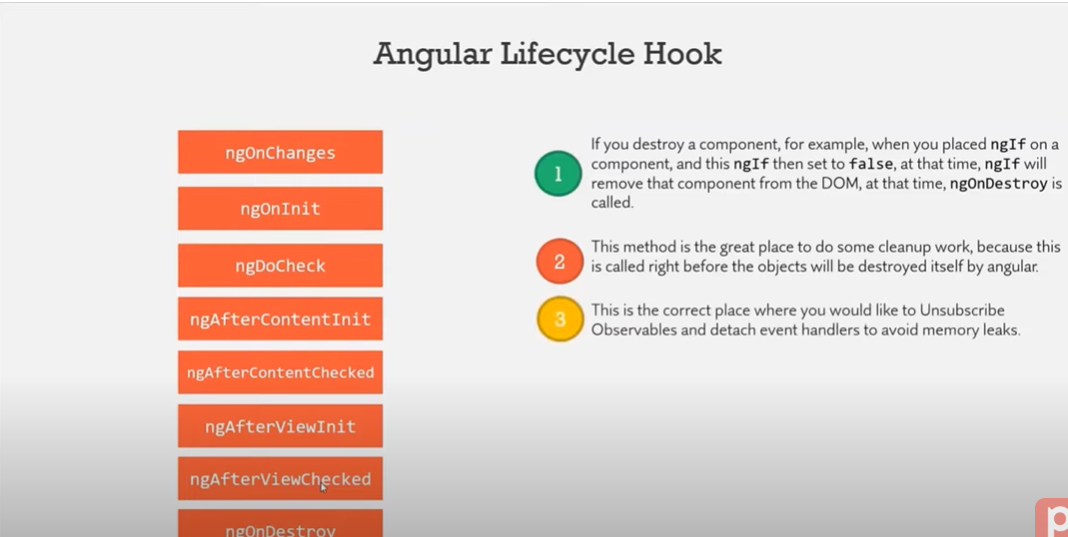 Angular Lifecycle Hook
ngOnChanges
ngOnInit
ngDoCheck
ngAfterContentInit
ngAfterContentChecked
ngAfterViewInit
ngAfterViewChecked
ngOnDestroy
1
If you destroy a component, for example, when you placed ngIf on a
component, and this ngIf then set to false, at that time, ngIf will
remove that component from the DOM, at that time, ngOnDestroy is
called.
2
This method is the great place to do some cleanup work, because this
is called right before the objects will be destroyed itself by angular.
3
This is the correct place where you would like to Unsubscribe
Observables and detach event handlers to avoid memory leaks.
p